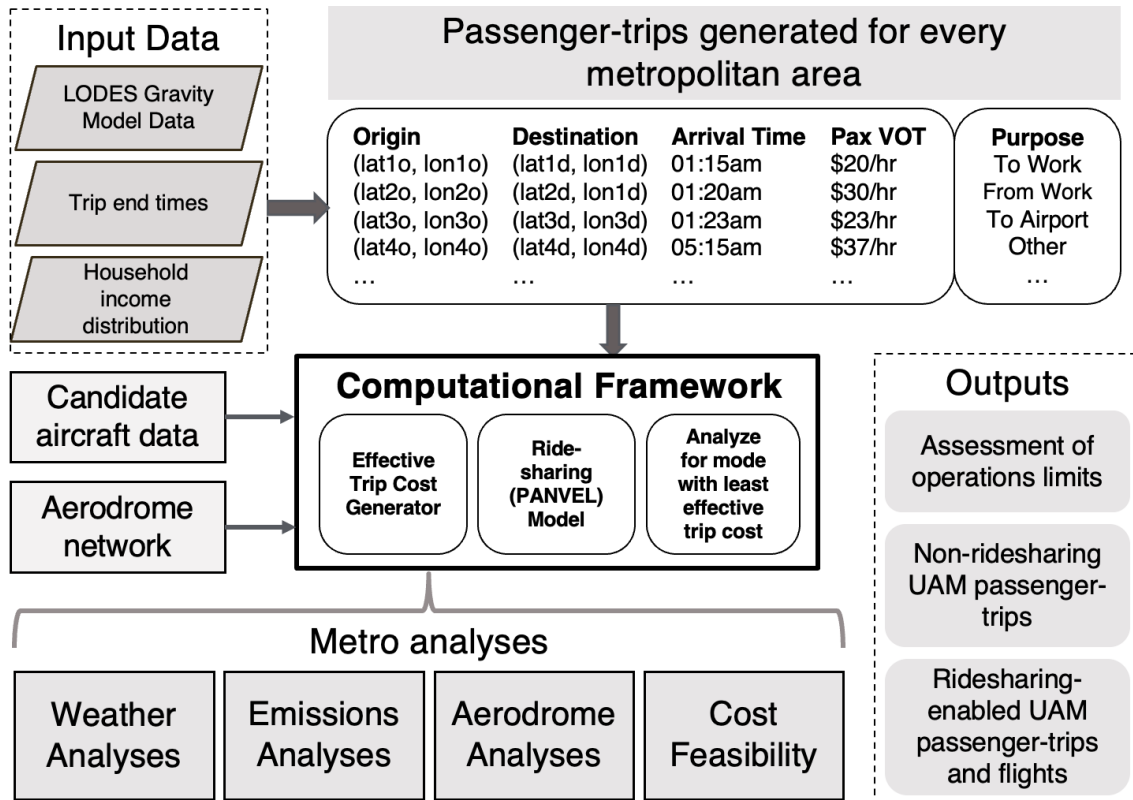 Input Data
LODES Gravity
Model Data
Trip end times
Household
income
distribution
Passenger-trips generated for every
metropolitan area
Origin Destination Arrival Time Pax VOT Purpose
(lat1o, lon1o) (lat1d, lon1d) 01:15am $20/hr To Work
(lat2o, lon2o) (lat2d, lon1d) 01:20am $30/hr From Work
(lat3o, lon3o) (lat3d, lon3d) 01:23am $23/hr To Airport
(lat4o, lon4o) (lat4d, lon4d) 05:15am $37/hr Other
… … … … …
Candidate
aircraft data
Aerodrome
network
Computational Framework
Effective
Trip Cost
Generator
Ride-
sharing
(PANVEL)
Model
Analyze
for mode
with least
effective
trip cost
Outputs
Assessment of
operations limits
Non-ridesharing
UAM passenger-
trips
Ridesharing-
enabled UAM
passenger-trips
and flights
Metro analyses
Weather
Analyses
Emissions
Analyses
Aerodrome
Analyses
Cost
Feasibility